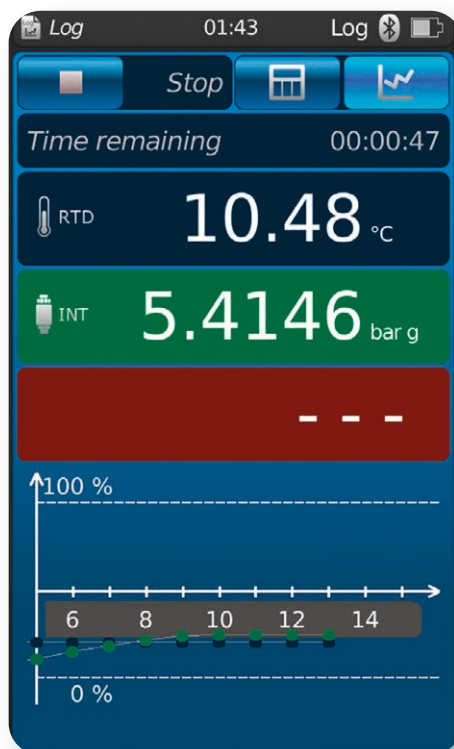 Log 01:43 Log
Stop
Time remaining 00:00:47
RTD 10.48 °C
INT 5.4146 bar g
- - -
100 %
6 8 10 12 14
0 %